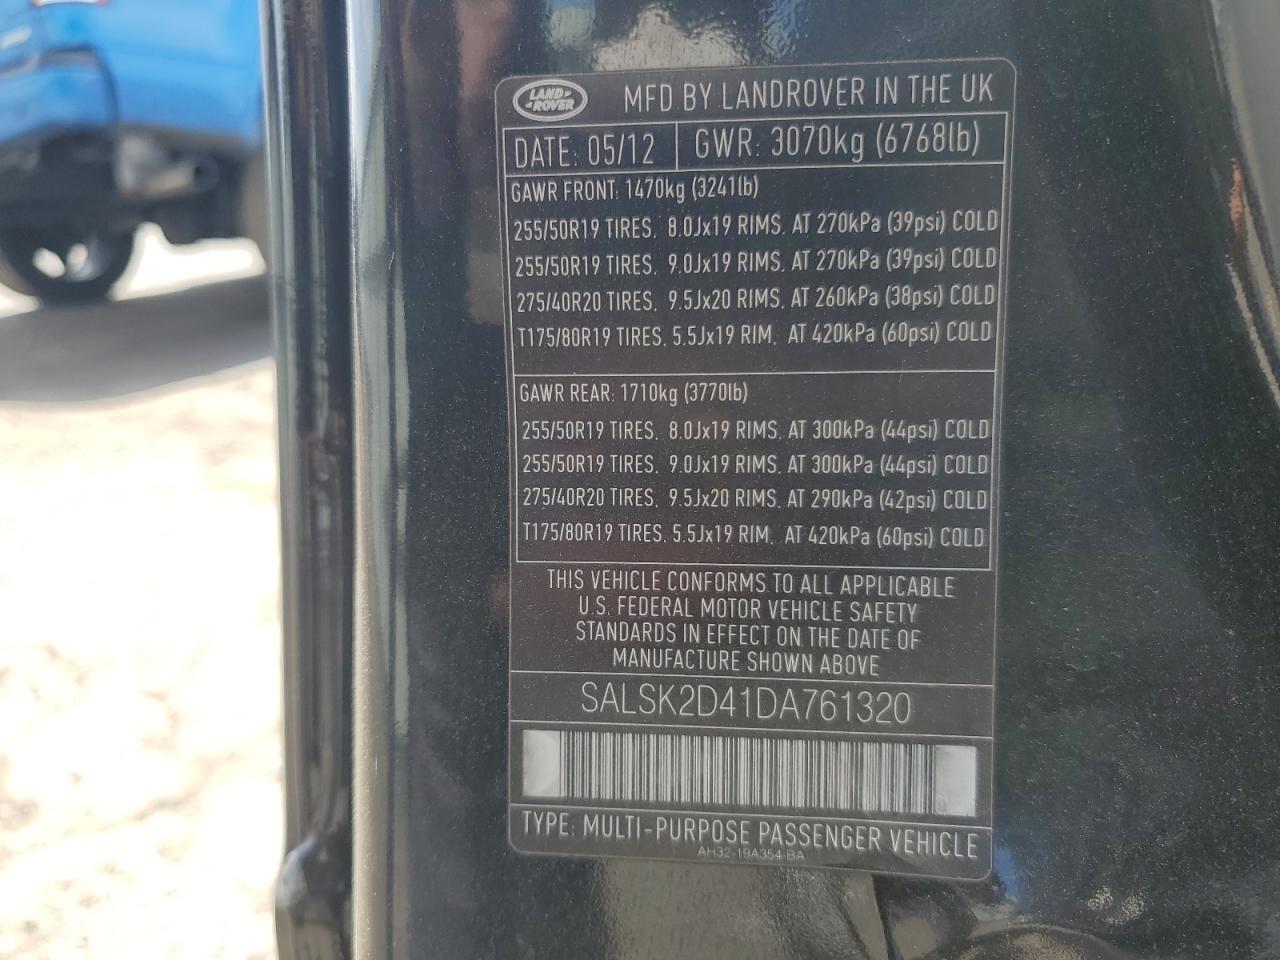 LAND ROVER
MFD BY LANDROVER IN THE UK
DATE: 05/12 GWR: 3070kg (6768lb)
GAWR FRONT: 1470kg (3241lb)
255/50R19 TIRES, 8.0Jx19 RIMS, AT 270kPa (39psi) COLD
255/50R19 TIRES, 9.0Jx19 RIMS, AT 270kPa (39psi) COLD
275/40R20 TIRES, 9.5Jx20 RIMS, AT 260kPa (38psi) COLD
T175/80R19 TIRES, 5.5Jx19 RIM, AT 420kPa (60psi) COLD
GAWR REAR: 1710kg (3770lb)
255/50R19 TIRES, 8.0Jx19 RIMS, AT 300kPa (44psi) COLD
255/50R19 TIRES, 9.0Jx19 RIMS, AT 300kPa (44psi) COLD
275/40R20 TIRES, 9.5Jx20 RIMS, AT 290kPa (42psi) COLD
T175/80R19 TIRES, 5.5Jx19 RIM, AT 420kPa (60psi) COLD
THIS VEHICLE CONFORMS TO ALL APPLICABLE
U.S. FEDERAL MOTOR VEHICLE SAFETY
STANDARDS IN EFFECT ON THE DATE OF
MANUFACTURE SHOWN ABOVE
SALSK2D41DA761320
TYPE: MULTI-PURPOSE PASSENGER VEHICLE
AH32-19A354-BA